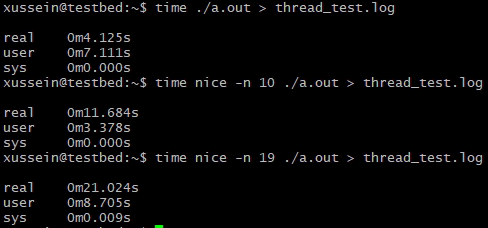 xussein@testbed:~$ time ./a.out > thread_test.log
real 0m4.125s
user 0m7.111s
sys 0m0.000s
xussein@testbed:~$ time nice -n 10 ./a.out > thread_test.log
real 0m11.684s
user 0m3.378s
sys 0m0.000s
xussein@testbed:~$ time nice -n 19 ./a.out > thread_test.log
real 0m21.024s
user 0m8.705s
sys 0m0.009s